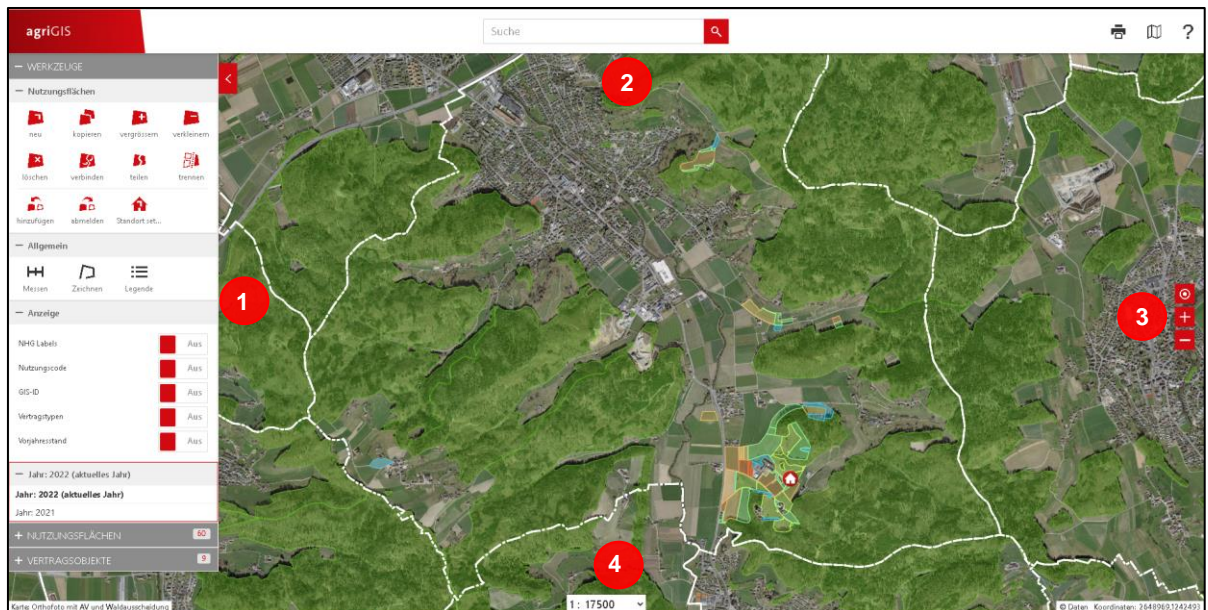 agriGIS
Suche
?
WERKZEUGE
Nutzungsflächen
neu kopieren vergrössern verkleinern
löschen verbinden teilen trennen
hinzufügen abmelden Standort set...
Allgemein
Messen Zeichnen Legende
Anzeige
NHG Labels Aus
Nutzungscode Aus
GIS-ID Aus
Vertragstypen Aus
Vorjahresstand Aus
Jahr: 2022 (aktuelles Jahr)
Jahr: 2022 (aktuelles Jahr)
Jahr: 2021
NUTZUNGSFLÄCHEN 60
VERTRAGSOBJEKTE 9
1
2
3
4
1 : 17500
Karte: Orthofoto mit AV und Waldausscheidung
© Daten Koordinaten: 2648969,1242493